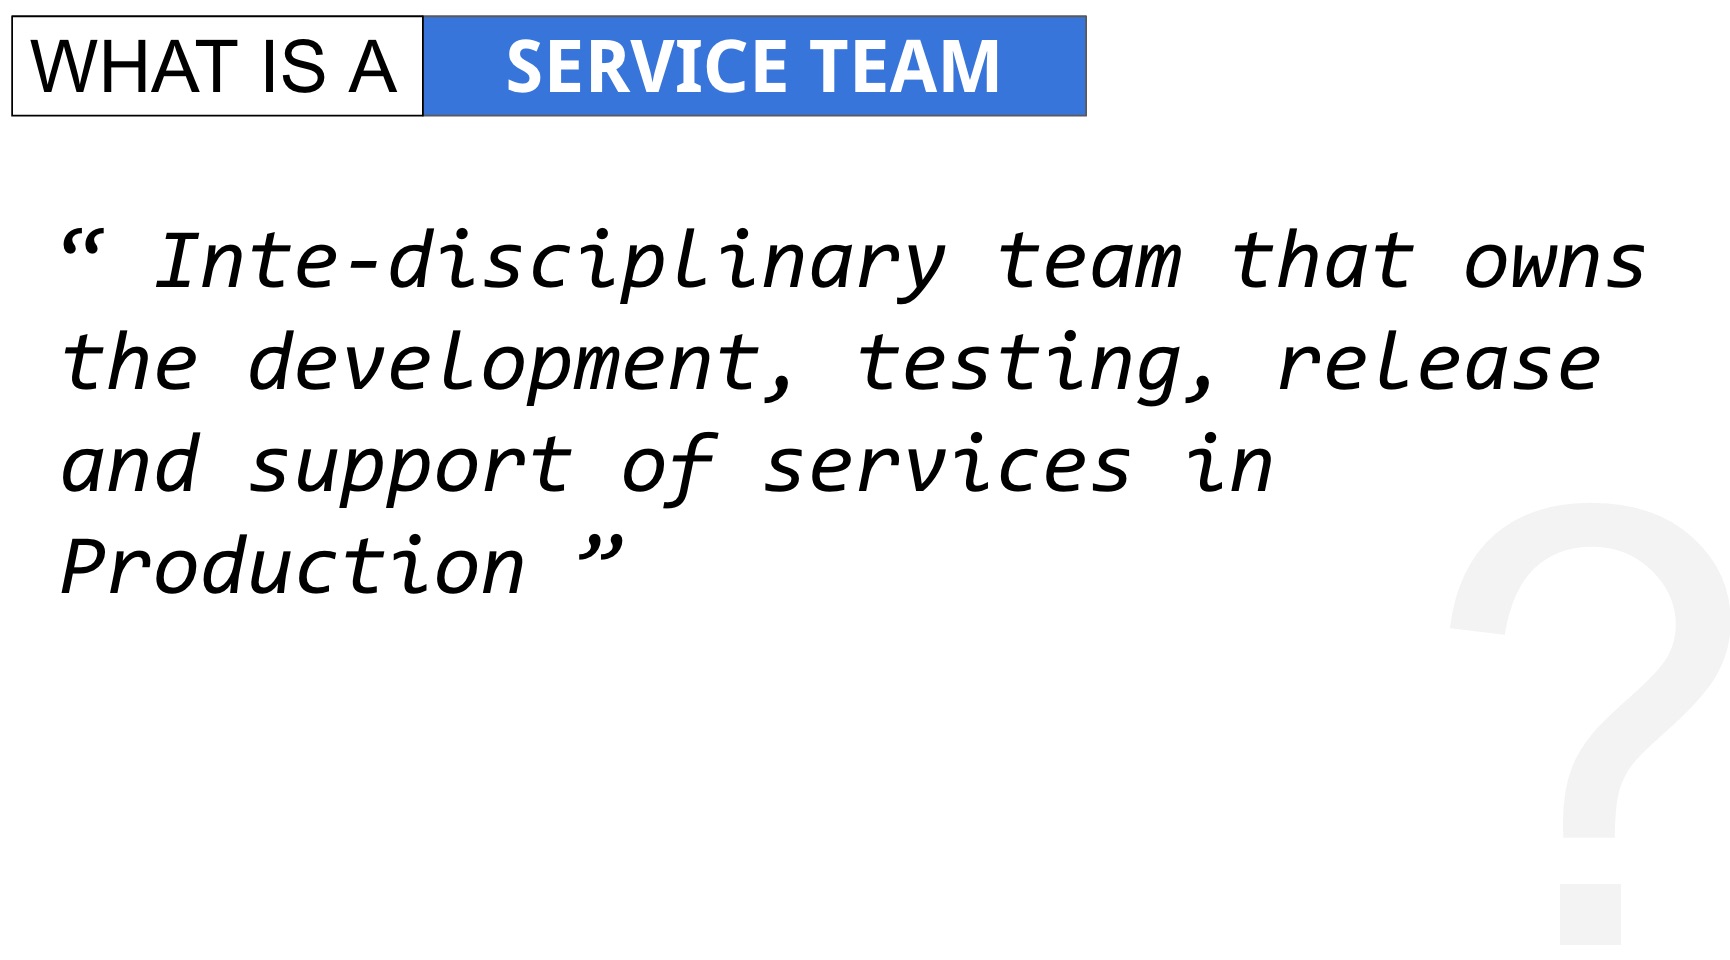 WHAT IS A SERVICE TEAM
“ Inte-disciplinary team that owns
the development, testing, release
and support of services in
Production ”
?